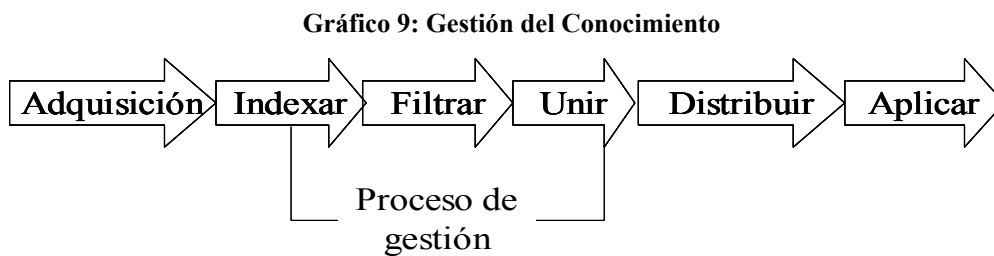 Gráfico 9: Gestión del Conocimiento
Adquisición Indexar Filtrar Unir Distribuir Aplicar
Proceso de
gestión